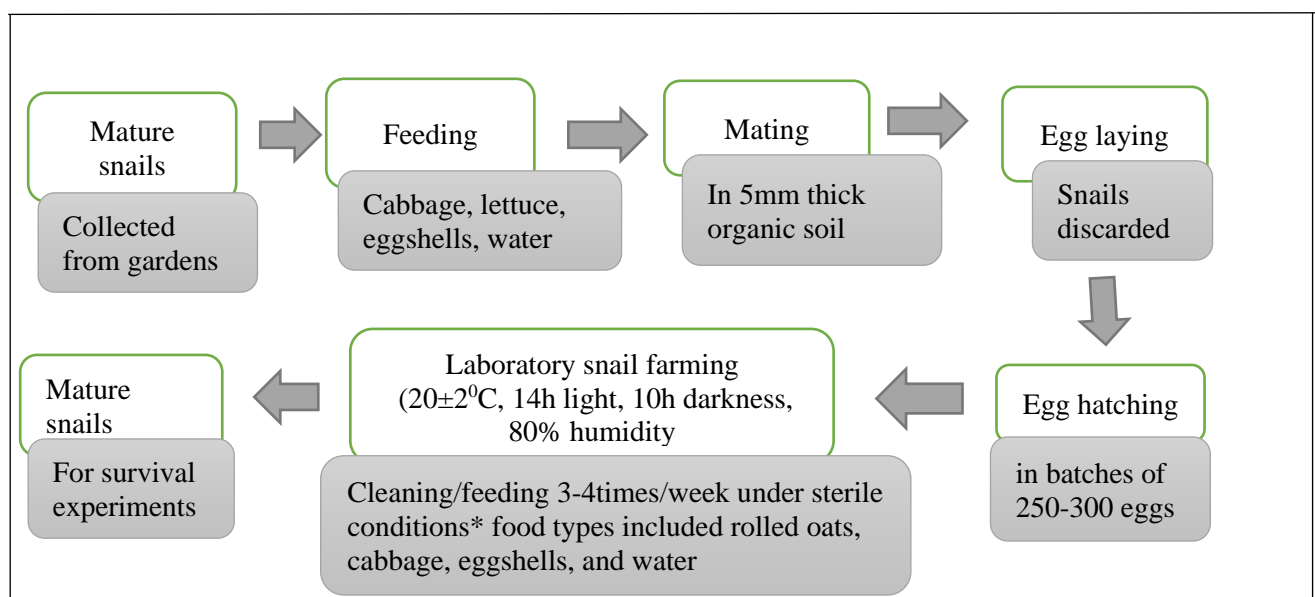 Mature
snails
Collected
from gardens
Feeding
Cabbage, lettuce,
eggshells, water
Mating
In 5mm thick
organic soil
Egg laying
Snails
discarded
Egg hatching
in batches of
250-300 eggs
Laboratory snail farming
(20±2⁰C, 14h light, 10h darkness,
80% humidity
Cleaning/feeding 3-4times/week under sterile
conditions* food types included rolled oats,
cabbage, eggshells, and water
Mature
snails
For survival
experiments